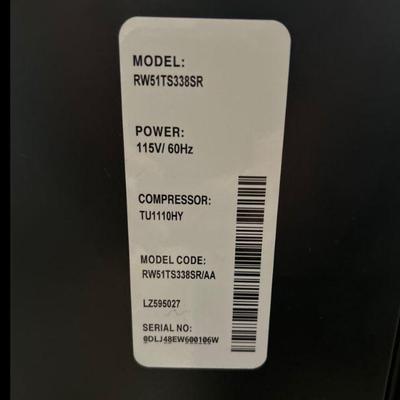 MODEL:
RW51TS338SR
POWER:
115V/ 60Hz
COMPRESSOR:
TU1110HY
MODEL CODE:
RW51TS338SR/AA
LZ595027
SERIAL NO:
0DLJ48EW600106W